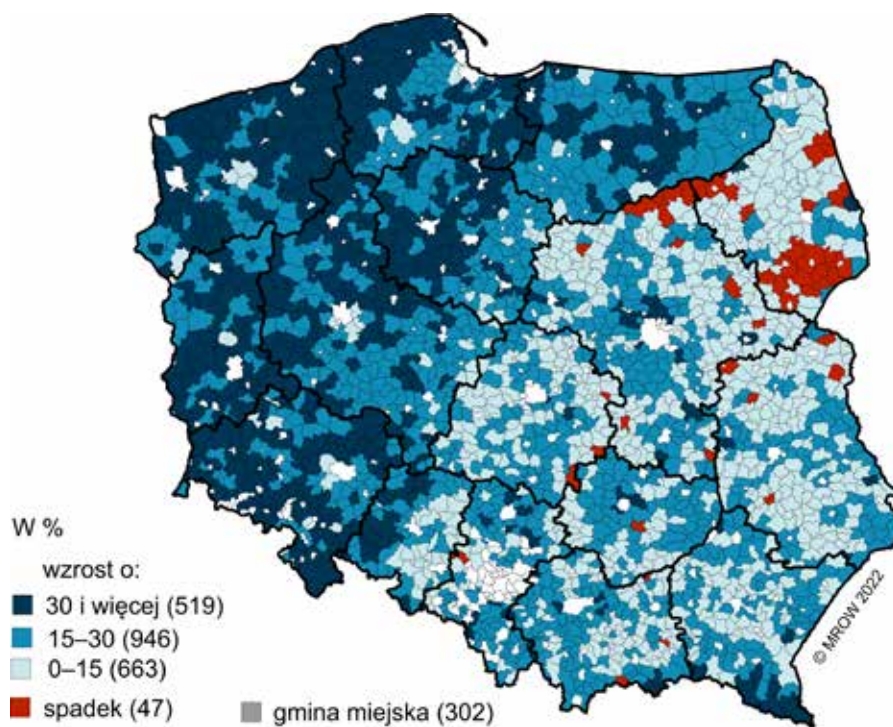 W %
wzrost o:
30 i więcej (519)
15–30 (946)
0–15 (663)
spadek (47)
gmina miejska (302)
© MROW 2022